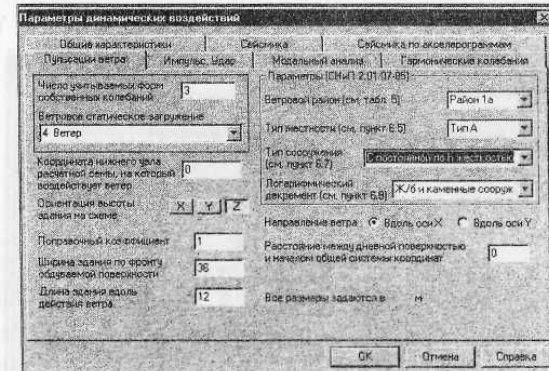 Параметры динамических воздействий
Общие характеристики
Сейсмика
Сейсмика по акселерограммам
Пульсации ветра
Импульс. Удар
Модальный анализ
Гармонические колебания
Число учитываемых форм
собственных колебаний
3
Ветровое статическое загружение
4 Ветер
Координата нижнего узла
расчетной схемы, на который
воздействует ветер
0
Ориентация высоты
здания на схеме
X Y Z
Поправочный коэффициент
1
Ширина здания по фронту
обдуваемой поверхности
36
Длина здания вдоль
действия ветра
12
Параметры (СНиП 2.01.07-85)
Ветровой район (см. табл. 5)
Район 1а
Тип местности (см. пункт 6.5)
Тип А
Тип сооружения
(см. пункт 6.7)
С постоянной по h жесткостью
Логарифмический
декремент (см. пункт 6.8)
Ж/б и каменные сооруж
Направление ветра
Вдоль оси X
Вдоль оси Y
Расстояние между дневной поверхностью
и началом общей системы координат
0
Все размеры задаются в м
OK
Отмена
Справка